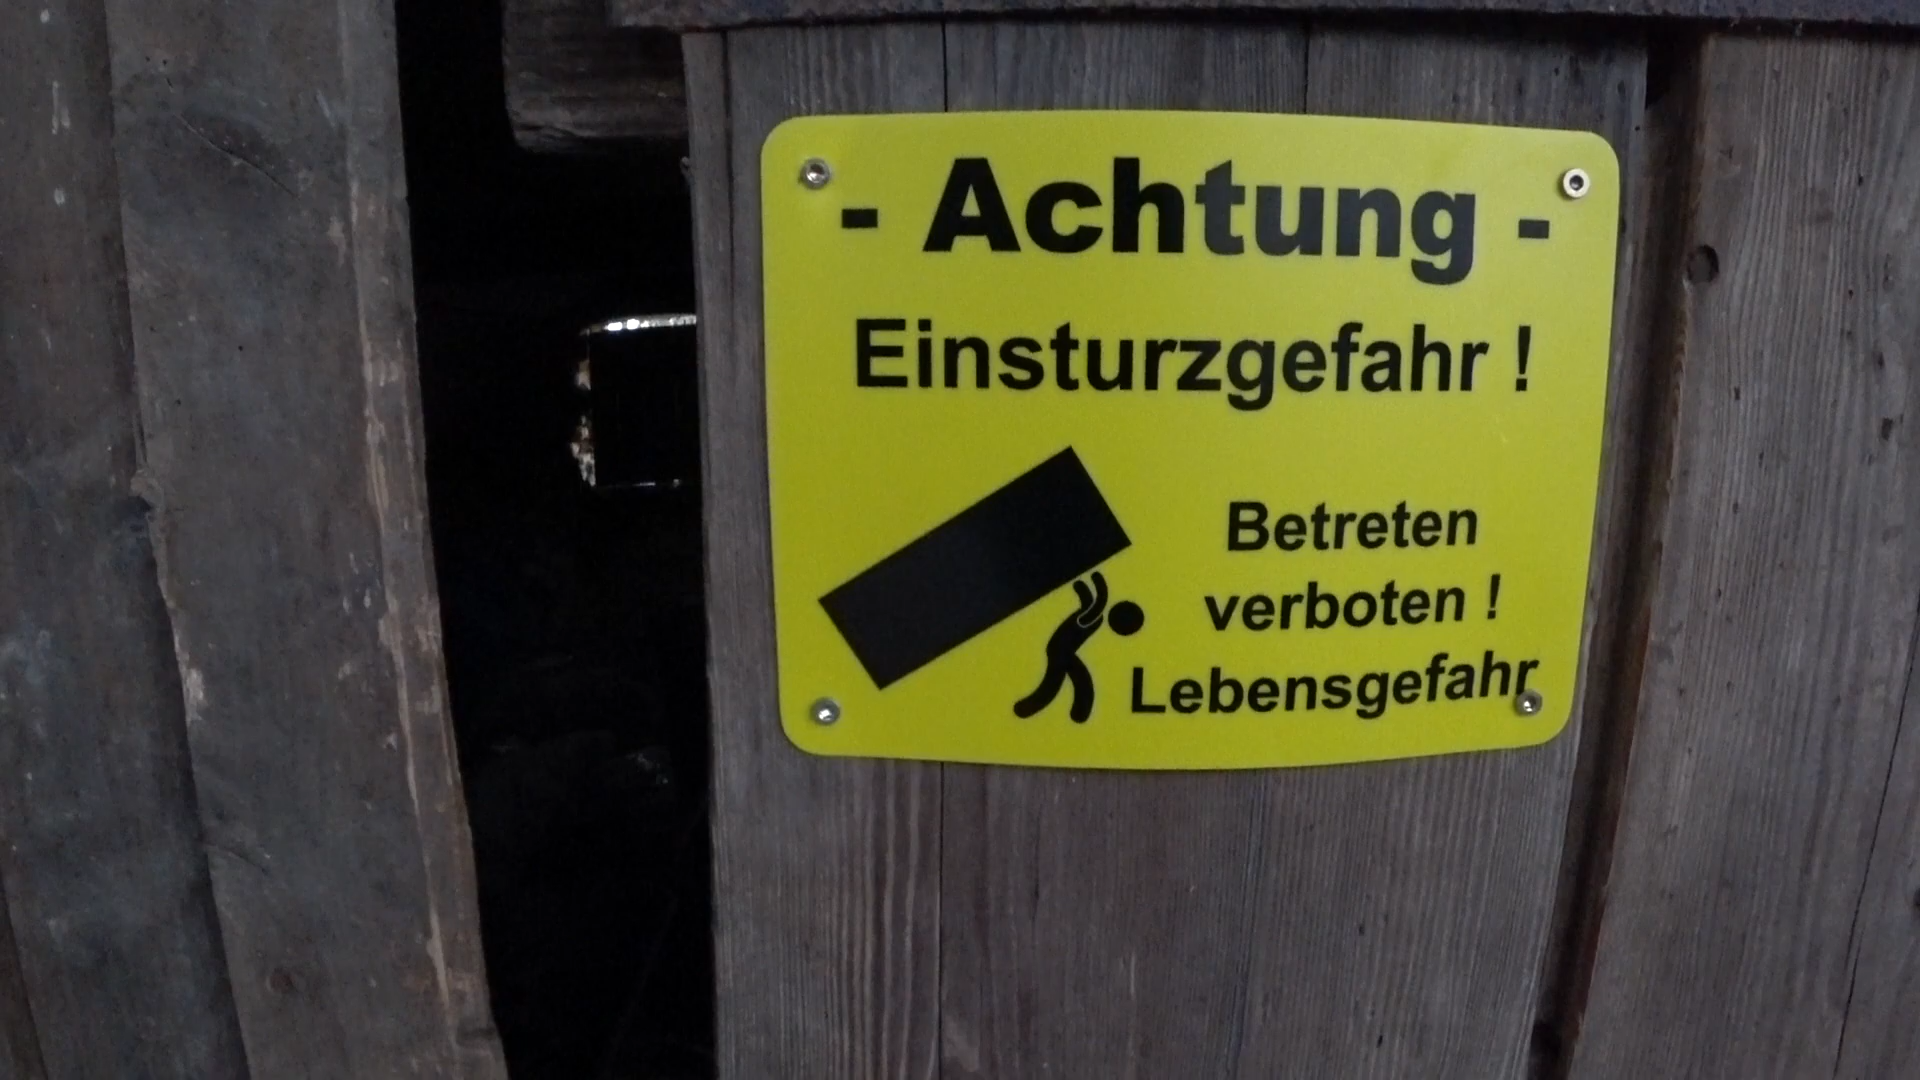 - Achtung -
Einsturzgefahr !
Betreten
verboten !
Lebensgefahr